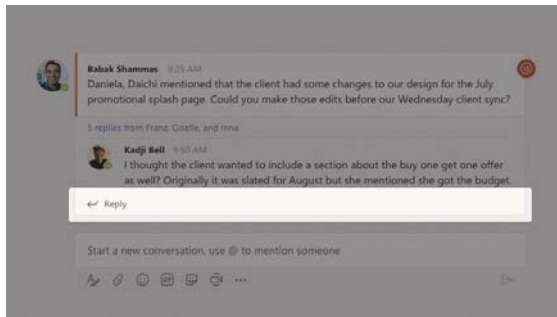 Babak Shammas 9:25 AM
Daniela, Daichi mentioned that the client had some changes to our design for the July
promotional splash page. Could you make those edits before our Wednesday client sync?
5 replies from Franz, Giselle, and Inna
Kadji Bell 9:50 AM
I thought the client wanted to include a section about the buy one get one offer
as well? Originally it was slated for August but she mentioned she got the budget.
Reply
Start a new conversation, use @ to mention someone
GIF